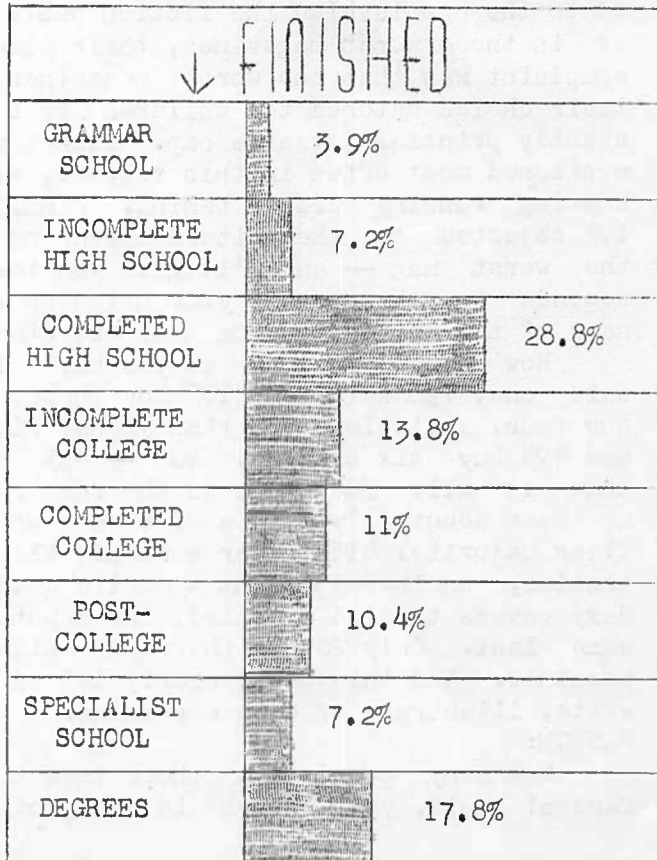 ↓ FINISHED
GRAMMAR
SCHOOL
3.9%
INCOMPLETE
HIGH SCHOOL
7.2%
COMPLETED
HIGH SCHOOL
28.8%
INCOMPLETE
COLLEGE
13.8%
COMPLETED
COLLEGE
11%
POST-
COLLEGE
10.4%
SPECIALIST
SCHOOL
7.2%
DEGREES
17.8%